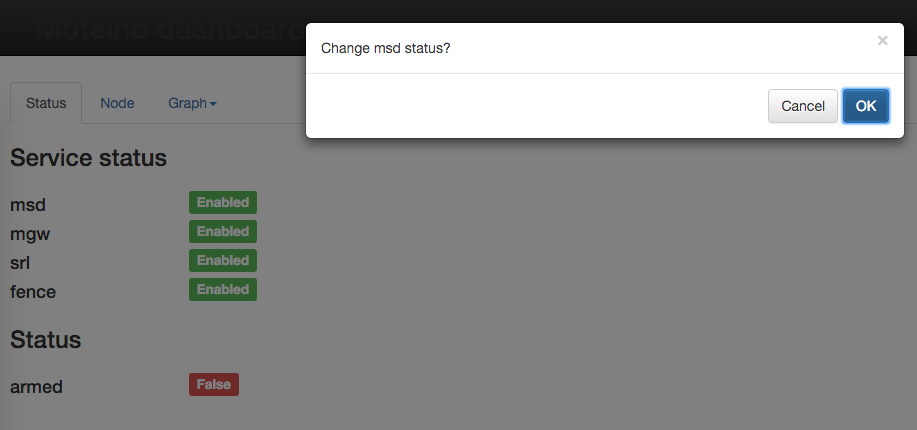 Moteino dashboard
Change msd status?
×
Cancel
OK
Status
Node
Graph
Service status
msd
Enabled
mgw
Enabled
srl
Enabled
fence
Enabled
Status
armed
False